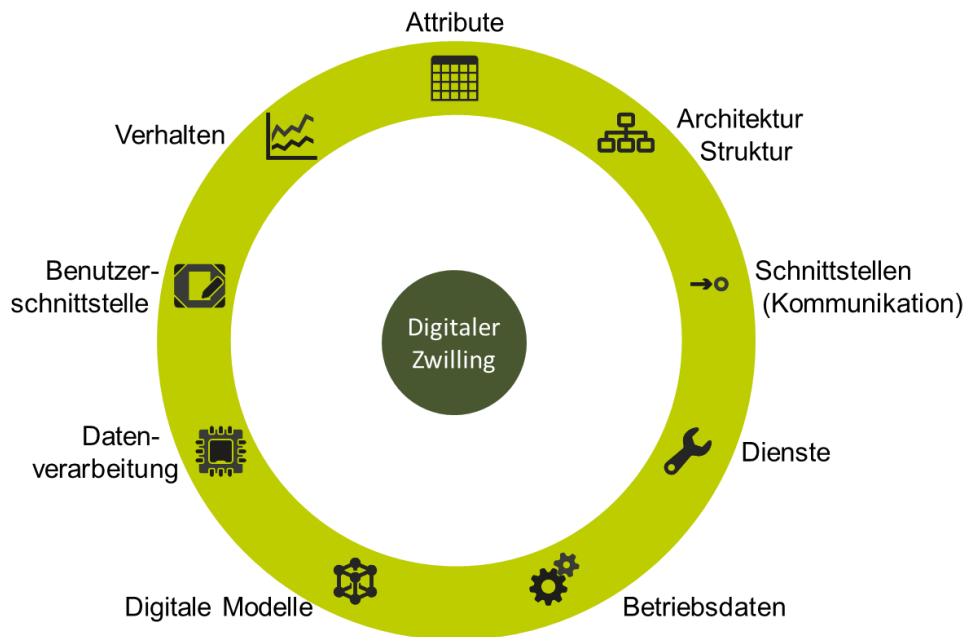 Attribute
Architektur
Struktur
Schnittstellen
(Kommunikation)
Dienste
Betriebsdaten
Digitale Modelle
Daten-
verarbeitung
Benutzer-
schnittstelle
Verhalten
Digitaler
Zwilling